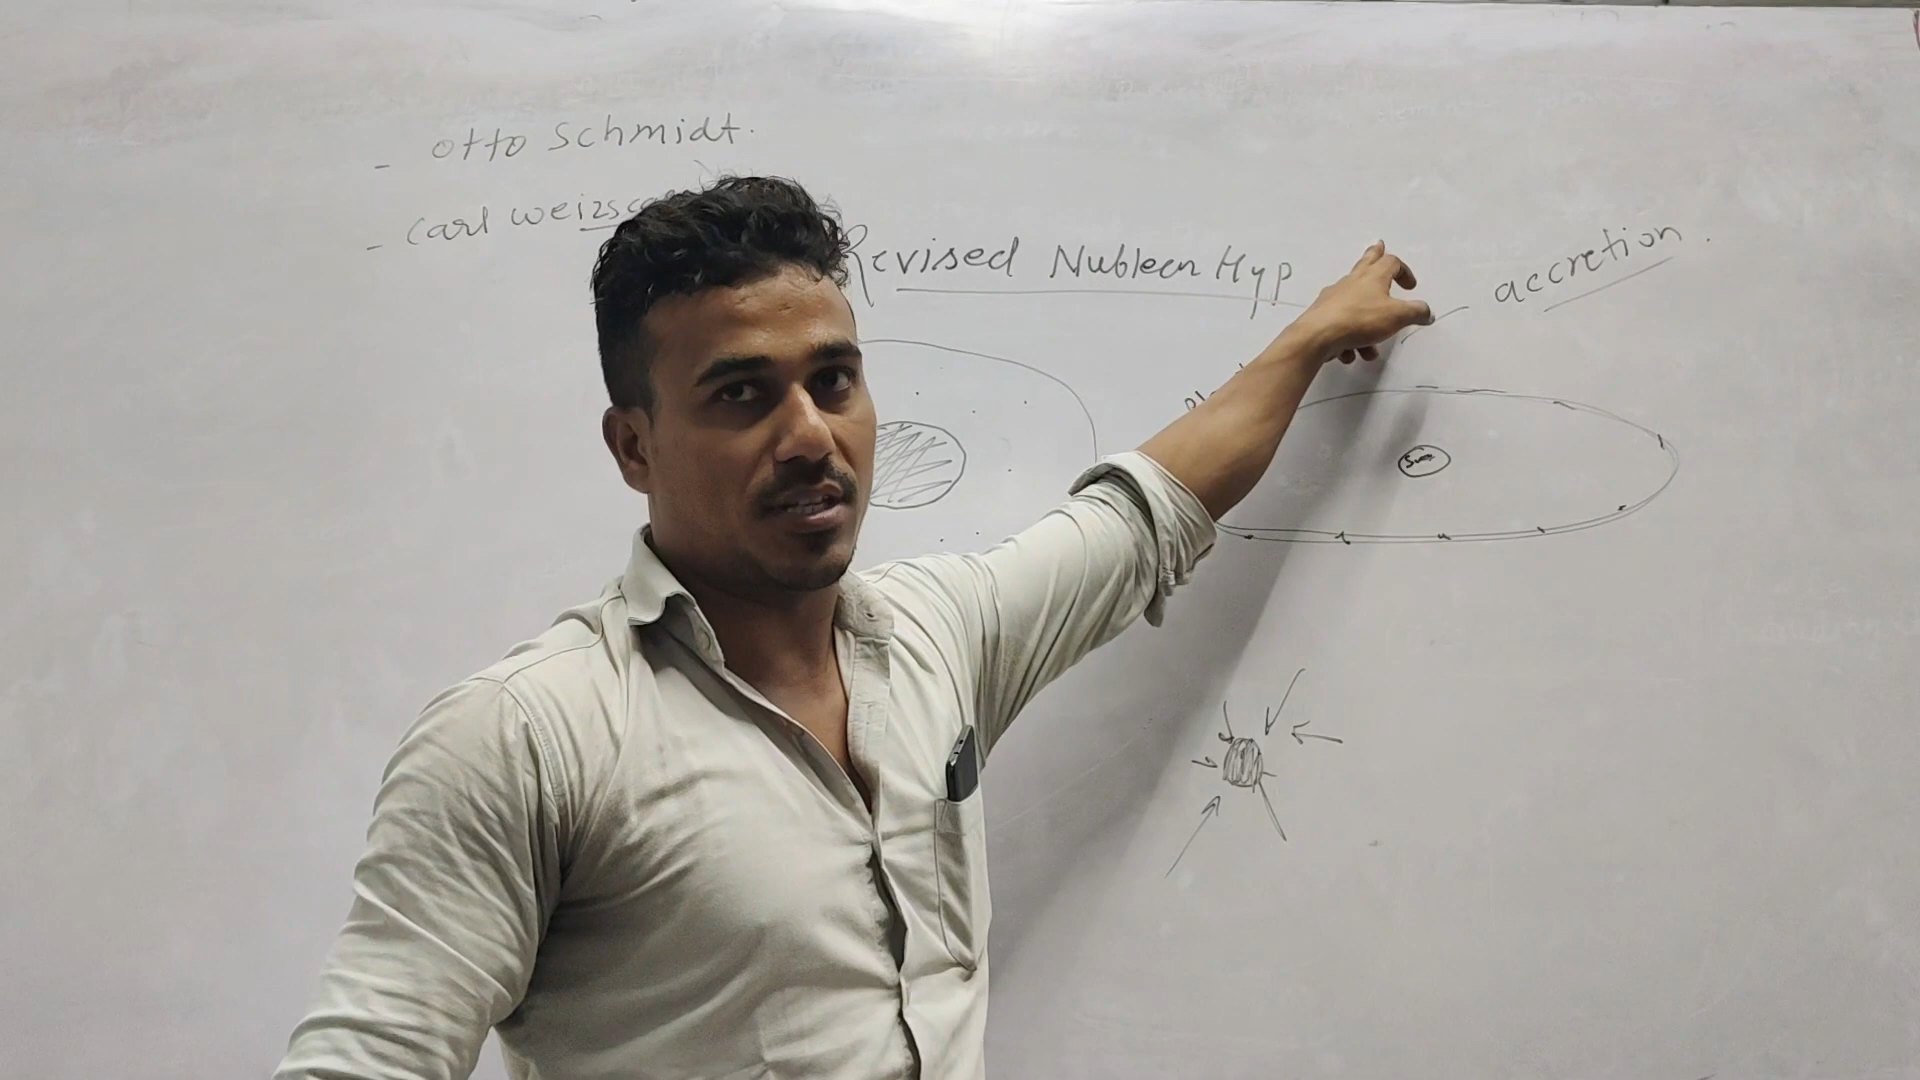 - Otto Schmidt.
- Carl Weizsc
Revised Nubleen Hyp
accretion.
Sun